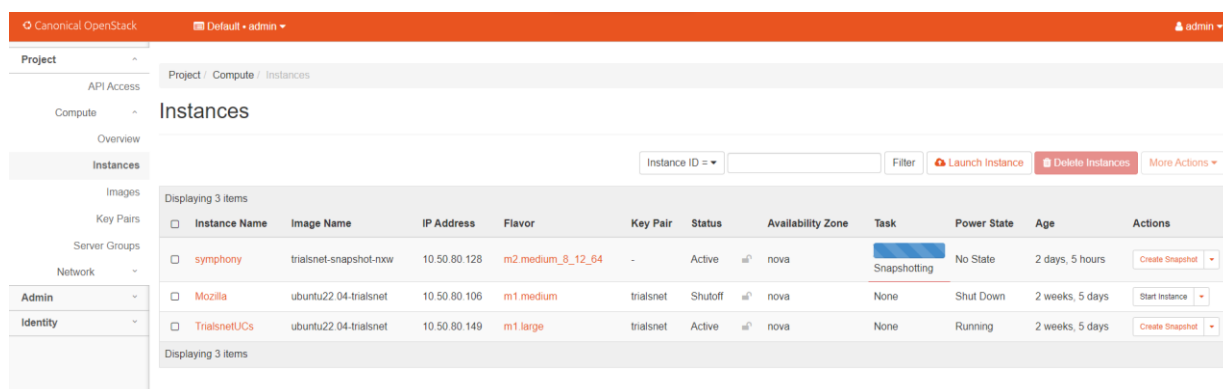 Canonical OpenStack Default • admin admin
Project
API Access
Compute
Overview
Instances
Images
Key Pairs
Server Groups
Network
Admin
Identity
Project / Compute / Instances
Instances
Instance ID = Filter Launch Instance Delete Instances More Actions
Displaying 3 items
Instance Name Image Name IP Address Flavor Key Pair Status Availability Zone Task Power State Age Actions
symphony trialsnet-snapshot-nxw 10.50.80.128 m2.medium_8_12_64 - Active nova Snapshotting No State 2 days, 5 hours Create Snapshot
Mozilla ubuntu22.04-trialsnet 10.50.80.106 m1.medium trialsnet Shutoff nova None Shut Down 2 weeks, 5 days Start Instance
TrialsnetUCs ubuntu22.04-trialsnet 10.50.80.149 m1.large trialsnet Active nova None Running 2 weeks, 5 days Create Snapshot
Displaying 3 items